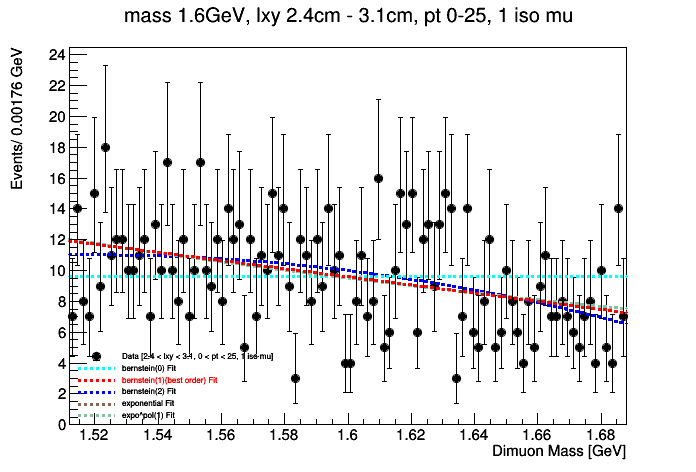 mass 1.6GeV, lxy 2.4cm - 3.1cm, pt 0-25, 1 iso mu
Events/ 0.00176 GeV
24
22
20
18
16
14
12
10
8
6
4
2
0
Data [2.4 < lxy < 3.1, 0 < pt < 25, 1 iso mu]
bernstein(0) Fit
bernstein(1)(best order) Fit
bernstein(2) Fit
exponential Fit
expo*pol(1) Fit
1.52 1.54 1.56 1.58 1.6 1.62 1.64 1.66 1.68
Dimuon Mass [GeV]